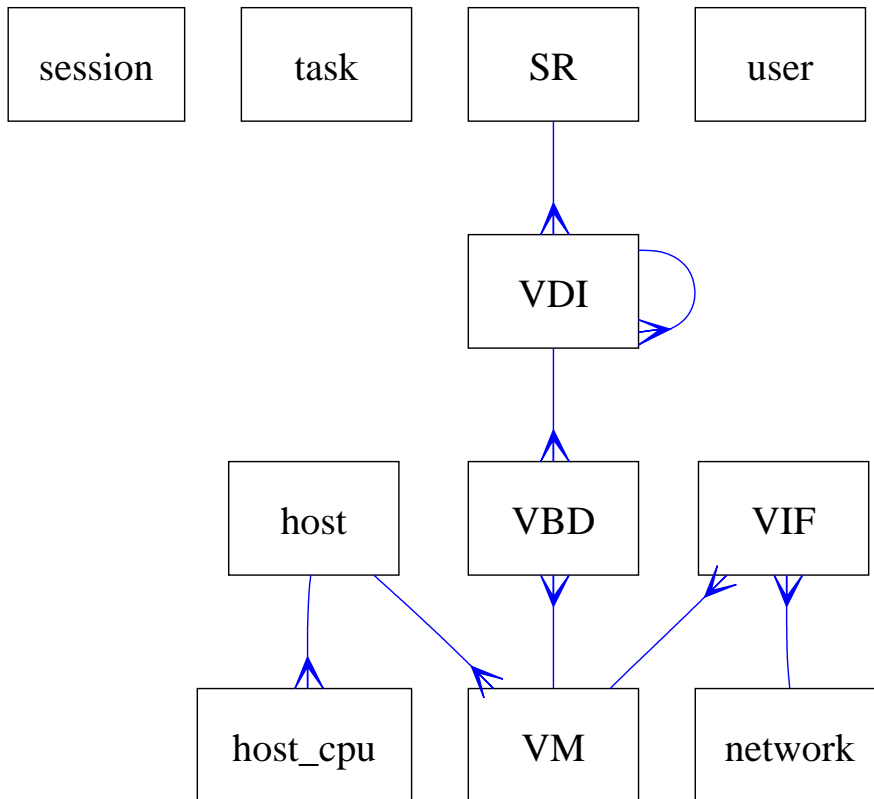 session
task
SR
user
VDI
host
VBD
VIF
host_cpu
VM
network